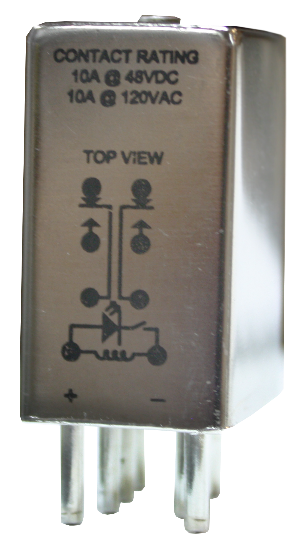 CONTACT RATING
10A @ 48VDC
10A @ 120VAC
TOP VIEW
+ −